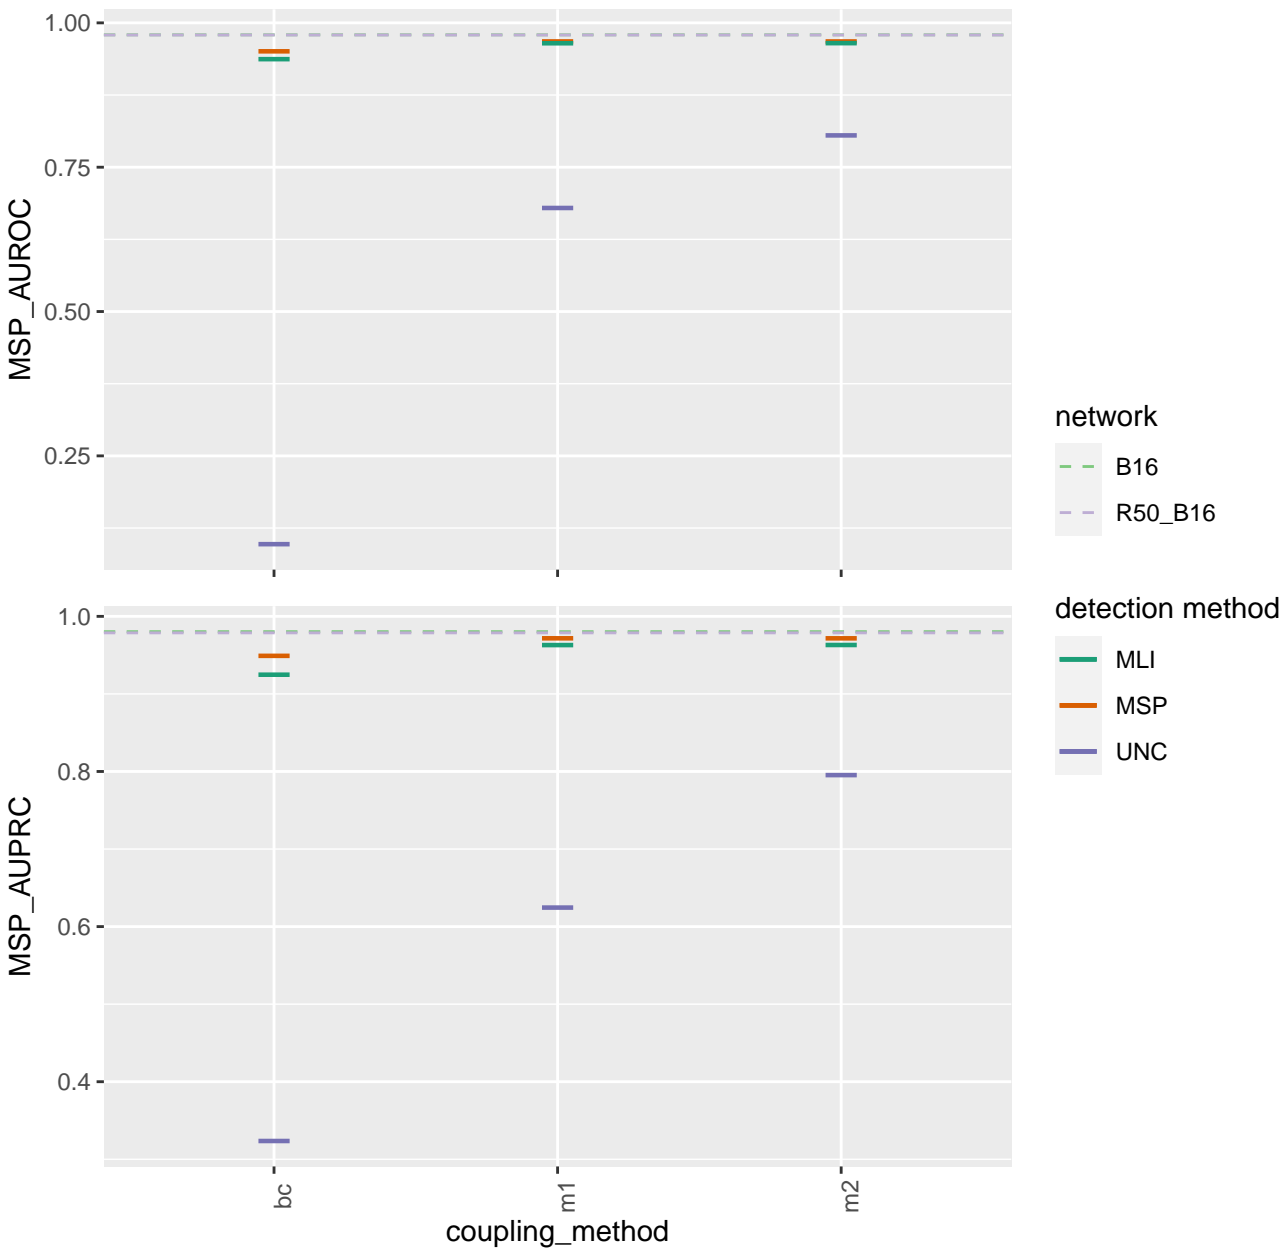 MSP_AUROC
1.00
0.75
0.50
0.25
MSP_AUPRC
1.0
0.8
0.6
0.4
bc
m1
m2
coupling_method
network
B16
R50_B16
detection method
MLI
MSP
UNC